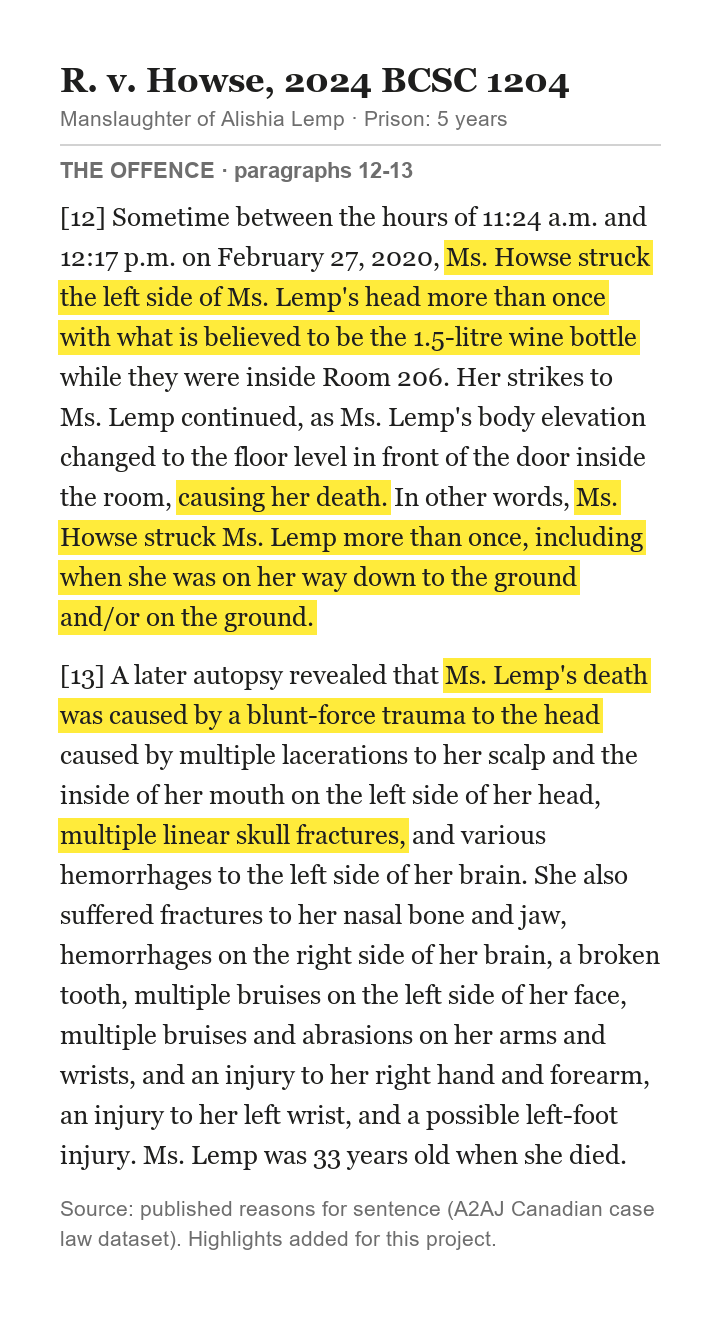 R. v. Howse, 2024 BCSC 1204
Manslaughter of Alishia Lemp · Prison: 5 years
THE OFFENCE · paragraphs 12-13
[12] Sometime between the hours of 11:24 a.m. and
12:17 p.m. on February 27, 2020, Ms. Howse struck
the left side of Ms. Lemp's head more than once
with what is believed to be the 1.5-litre wine bottle
while they were inside Room 206. Her strikes to
Ms. Lemp continued, as Ms. Lemp's body elevation
changed to the floor level in front of the door inside
the room, causing her death. In other words, Ms.
Howse struck Ms. Lemp more than once, including
when she was on her way down to the ground
and/or on the ground.
[13] A later autopsy revealed that Ms. Lemp's death
was caused by a blunt-force trauma to the head
caused by multiple lacerations to her scalp and the
inside of her mouth on the left side of her head,
multiple linear skull fractures, and various
hemorrhages to the left side of her brain. She also
suffered fractures to her nasal bone and jaw,
hemorrhages on the right side of her brain, a broken
tooth, multiple bruises on the left side of her face,
multiple bruises and abrasions on her arms and
wrists, and an injury to her right hand and forearm,
an injury to her left wrist, and a possible left-foot
injury. Ms. Lemp was 33 years old when she died.
Source: published reasons for sentence (A2AJ Canadian case
law dataset). Highlights added for this project.